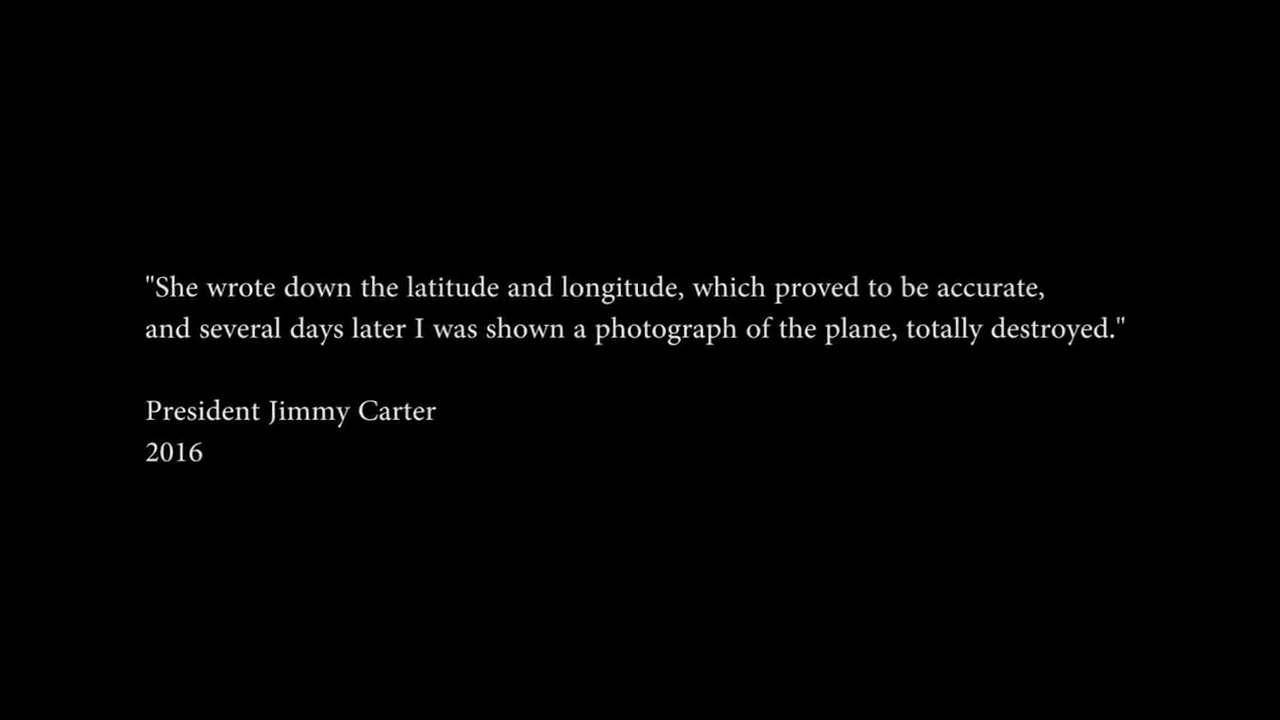 "She wrote down the latitude and longitude, which proved to be accurate,
and several days later I was shown a photograph of the plane, totally destroyed."
President Jimmy Carter
2016